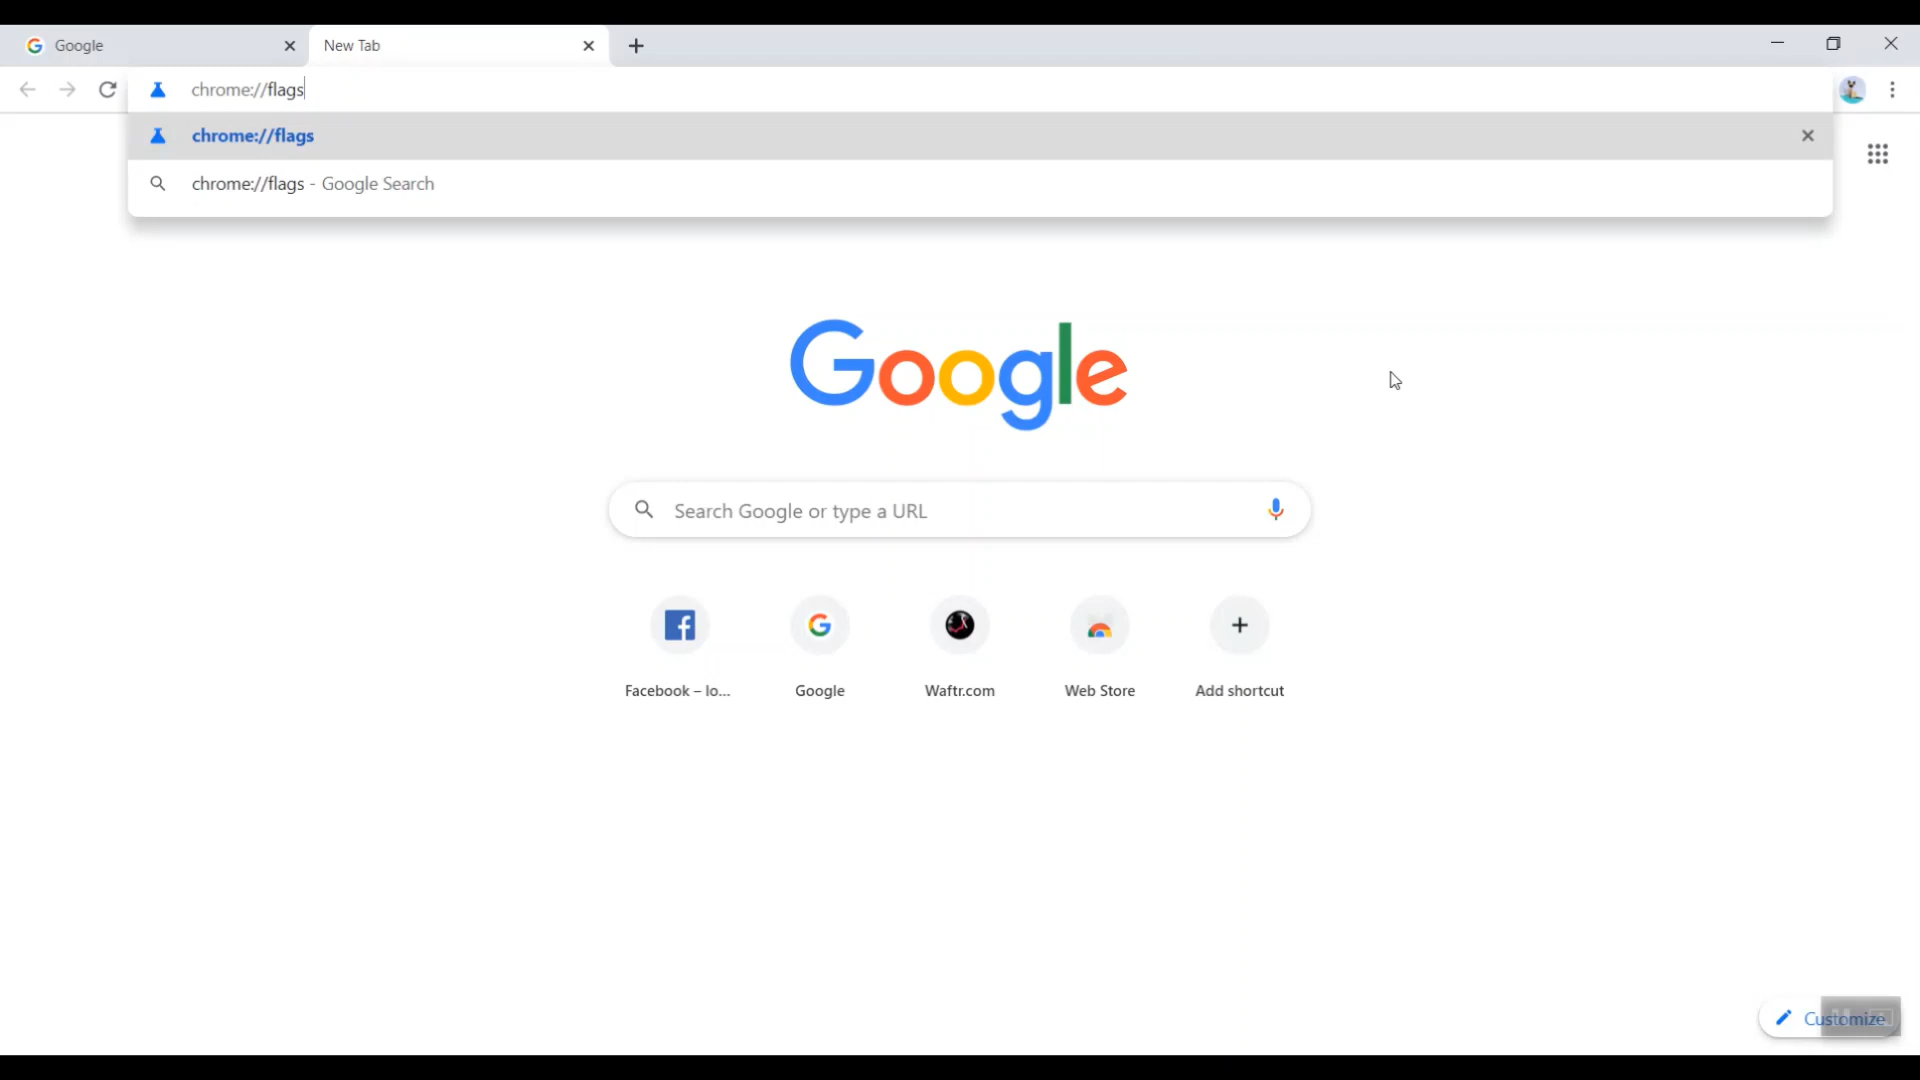 Google
New Tab
chrome://flags
chrome://flags
chrome://flags - Google Search
Google
Search Google or type a URL
Facebook – lo...
Google
Waftr.com
Web Store
Add shortcut
Customize